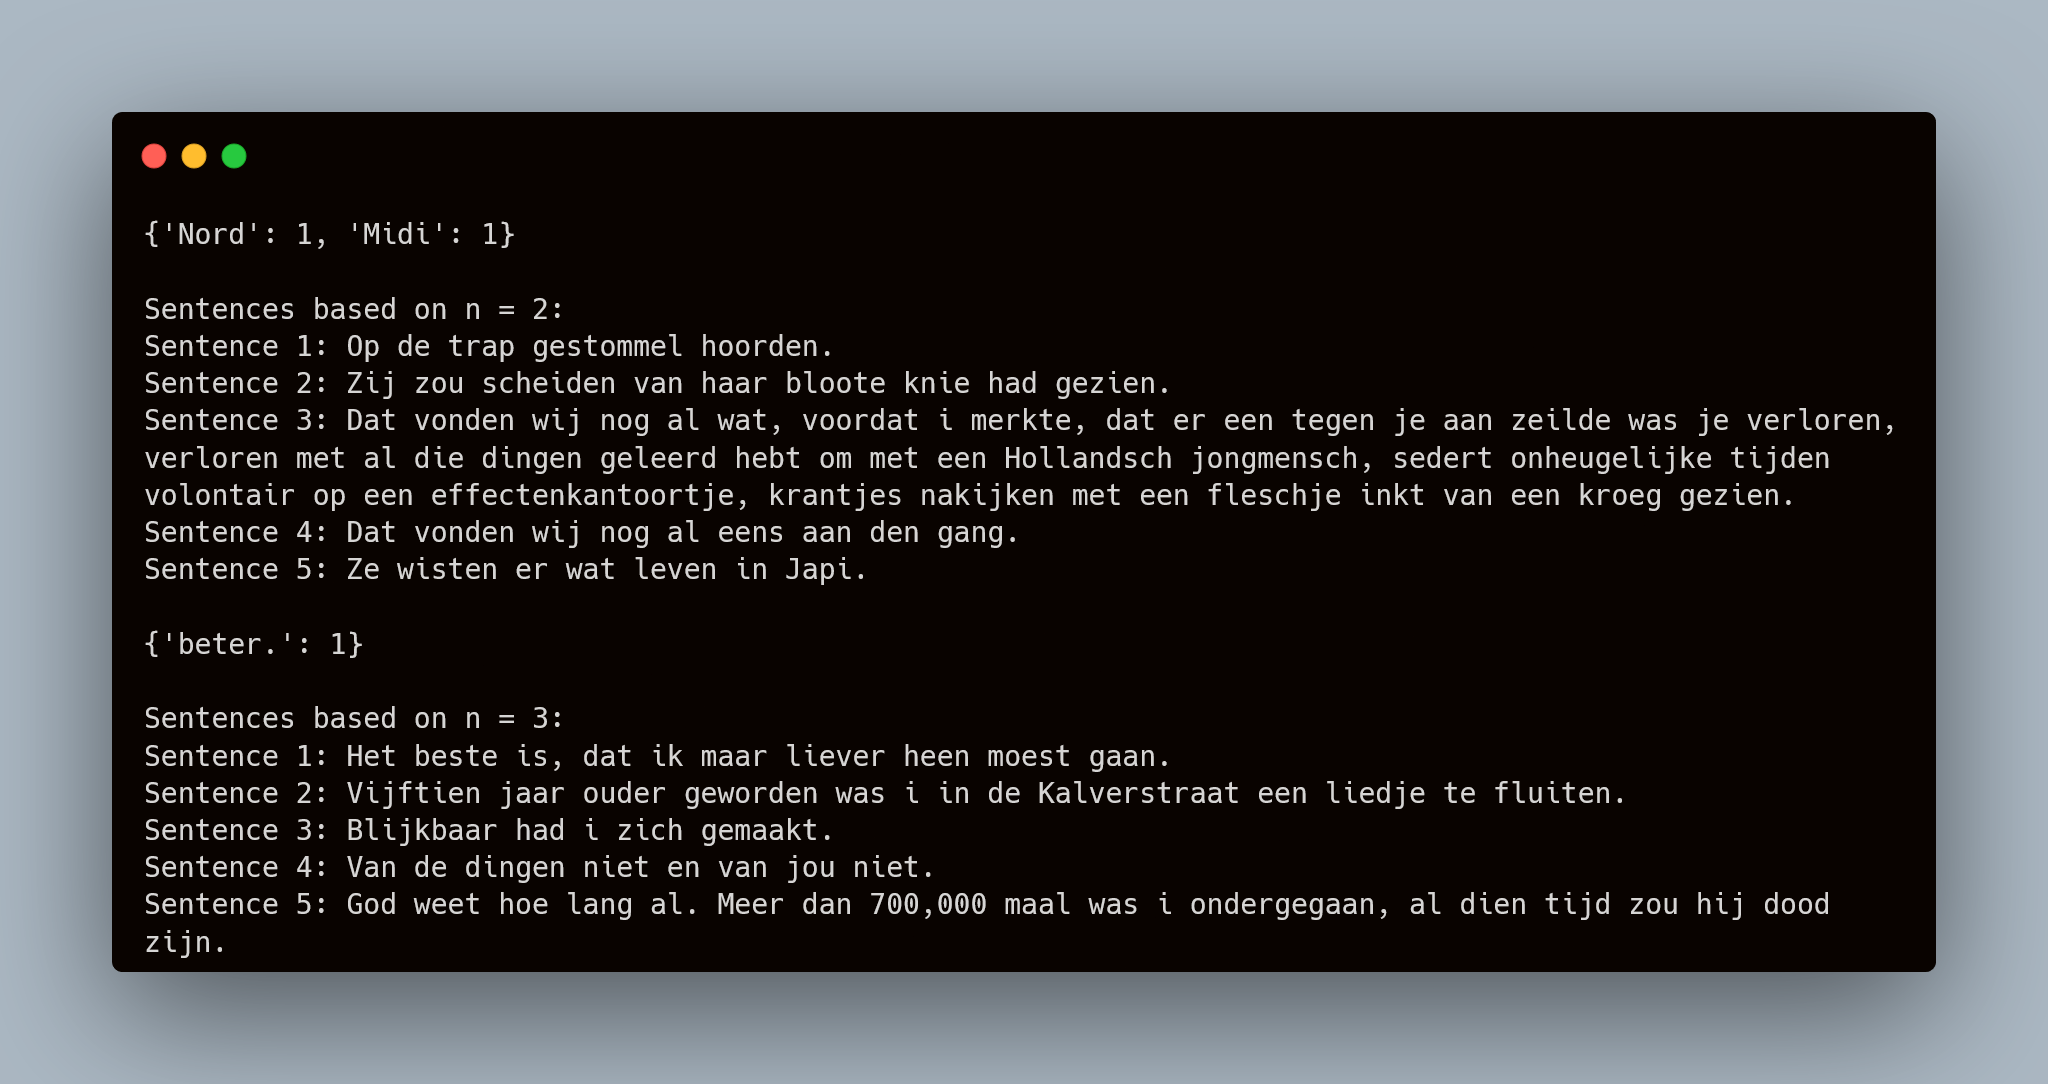 {'Nord': 1, 'Midi': 1}
Sentences based on n = 2:
Sentence 1: Op de trap gestommel hoorden.
Sentence 2: Zij zou scheiden van haar bloote knie had gezien.
Sentence 3: Dat vonden wij nog al wat, voordat i merkte, dat er een tegen je aan zeilde was je verloren,
verloren met al die dingen geleerd hebt om met een Hollandsch jongmensch, sedert onheugelijke tijden
volontair op een effectenkantoortje, krantjes nakijken met een fleschje inkt van een kroeg gezien.
Sentence 4: Dat vonden wij nog al eens aan den gang.
Sentence 5: Ze wisten er wat leven in Japi.
{'beter.': 1}
Sentences based on n = 3:
Sentence 1: Het beste is, dat ik maar liever heen moest gaan.
Sentence 2: Vijftien jaar ouder geworden was i in de Kalverstraat een liedje te fluiten.
Sentence 3: Blijkbaar had i zich gemaakt.
Sentence 4: Van de dingen niet en van jou niet.
Sentence 5: God weet hoe lang al. Meer dan 700,000 maal was i ondergegaan, al dien tijd zou hij dood
zijn.